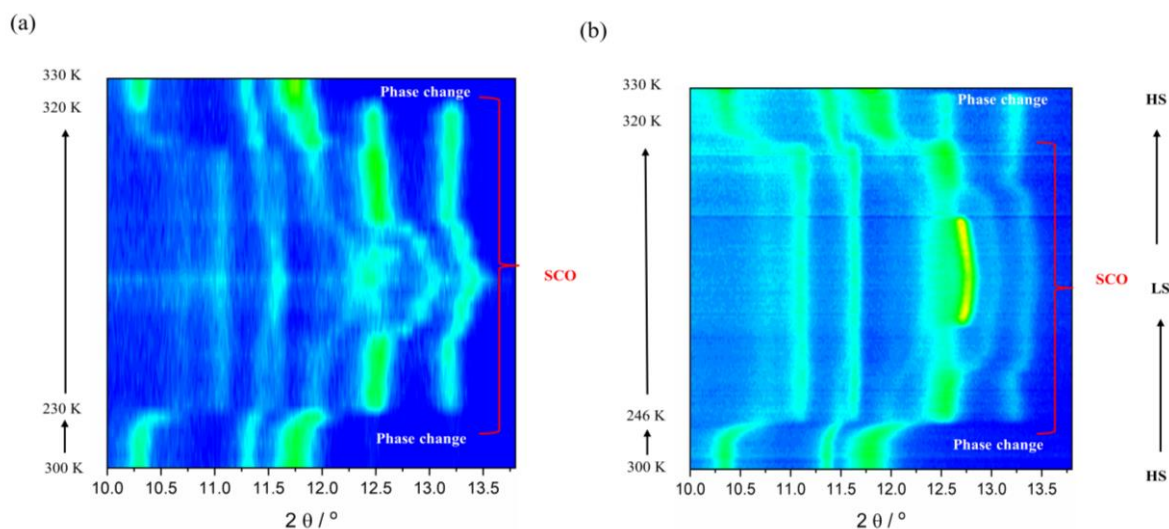 (a)
330 K
320 K
230 K
300 K
Phase change
SCO
Phase change
10.0 10.5 11.0 11.5 12.0 12.5 13.0 13.5
2 θ / °
(b)
330 K
320 K
246 K
300 K
Phase change
SCO
Phase change
10.0 10.5 11.0 11.5 12.0 12.5 13.0 13.5
2 θ / °
HS
LS
HS